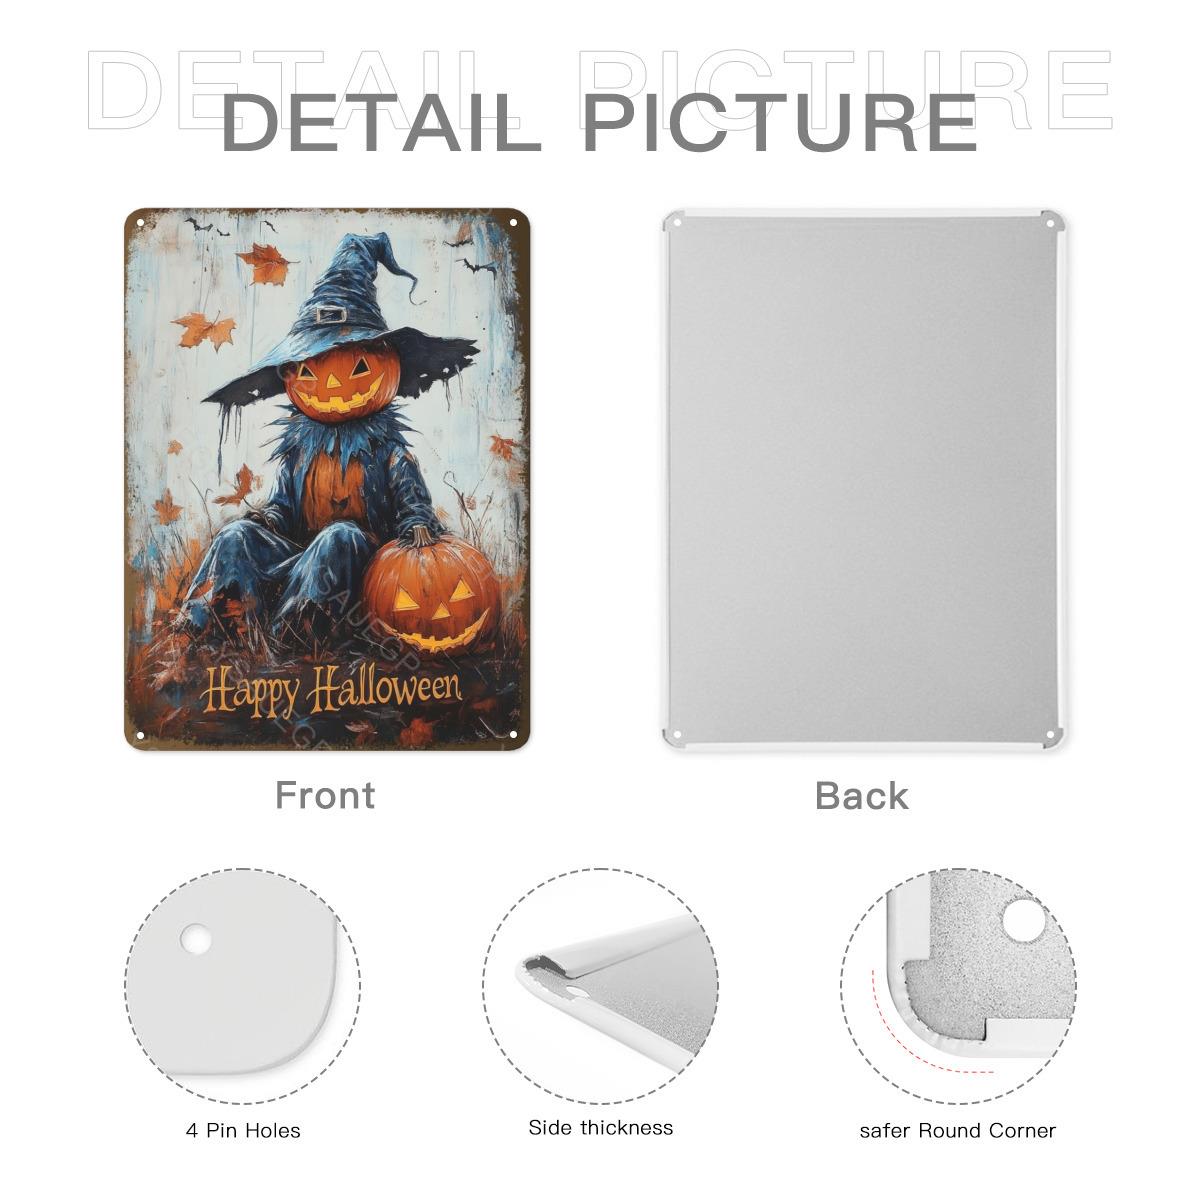 DETAIL PICTURE
DETAIL PICTURE
Happy Halloween
Front
Back
4 Pin Holes
Side thickness
safer Round Corner